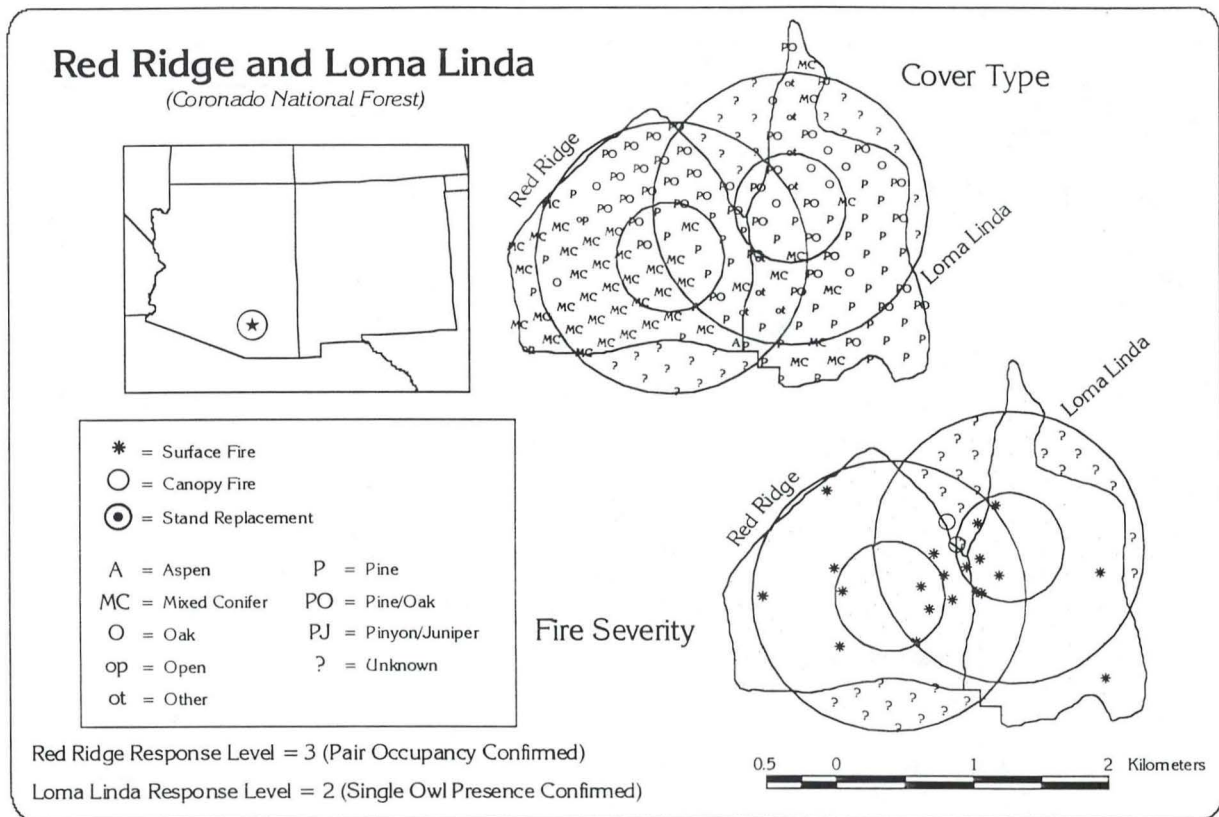 Red Ridge and Loma Linda
(Coronado National Forest)
Cover Type
Red Ridge
Loma Linda
* = Surface Fire
○ = Canopy Fire
⊙ = Stand Replacement
A = Aspen
MC = Mixed Conifer
O = Oak
op = Open
ot = Other
P = Pine
PO = Pine/Oak
PJ = Pinyon/Juniper
? = Unknown
Fire Severity
Red Ridge
Loma Linda
Red Ridge Response Level = 3 (Pair Occupancy Confirmed)
Loma Linda Response Level = 2 (Single Owl Presence Confirmed)
0.5 0 1 2 Kilometers